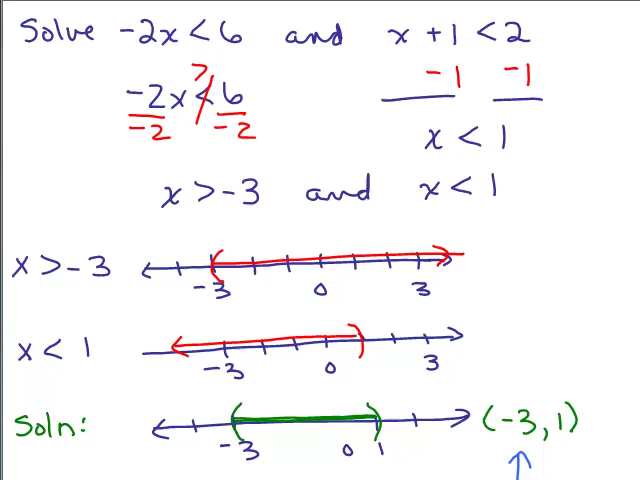 Solve -2x < 6 and x + 1 < 2
-1 -1
-2x < 6
>
-2 -2
x < 1
x > -3 and x < 1
x > -3
-3 0 3
x < 1
-3 0 3
Soln: (-3, 1)
-3 0 1